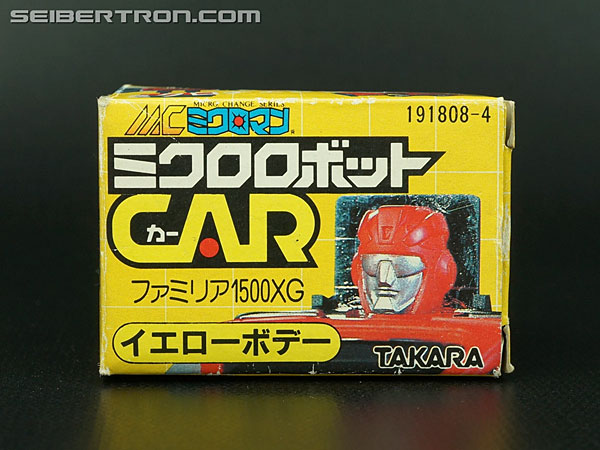 SEIBERTRON.COM
MICRO CHANGE SERIES
MC ミクロマン®
191808-4
ミクロロボット
カー
CAR
ファミリア1500XG
イエローボデー
TAKARA